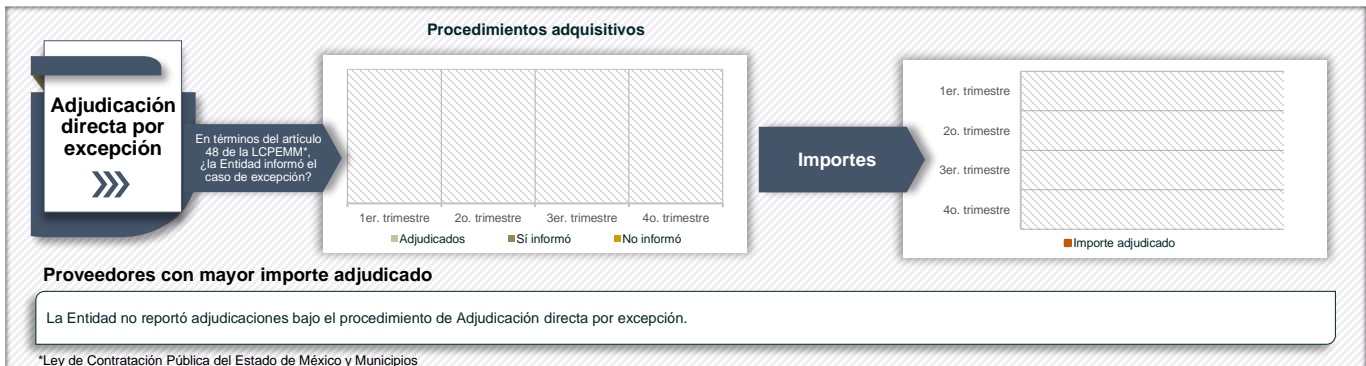 Procedimientos adquisitivos
Adjudicación
directa por
excepción
En términos del artículo
48 de la LCPEMM*,
¿la Entidad informó el
caso de excepción?
1er. trimestre 2o. trimestre 3er. trimestre 4o. trimestre
Adjudicados Sí informó No informó
Importes
1er. trimestre
2o. trimestre
3er. trimestre
4o. trimestre
Importe adjudicado
Proveedores con mayor importe adjudicado
La Entidad no reportó adjudicaciones bajo el procedimiento de Adjudicación directa por excepción.
*Ley de Contratación Pública del Estado de México y Municipios